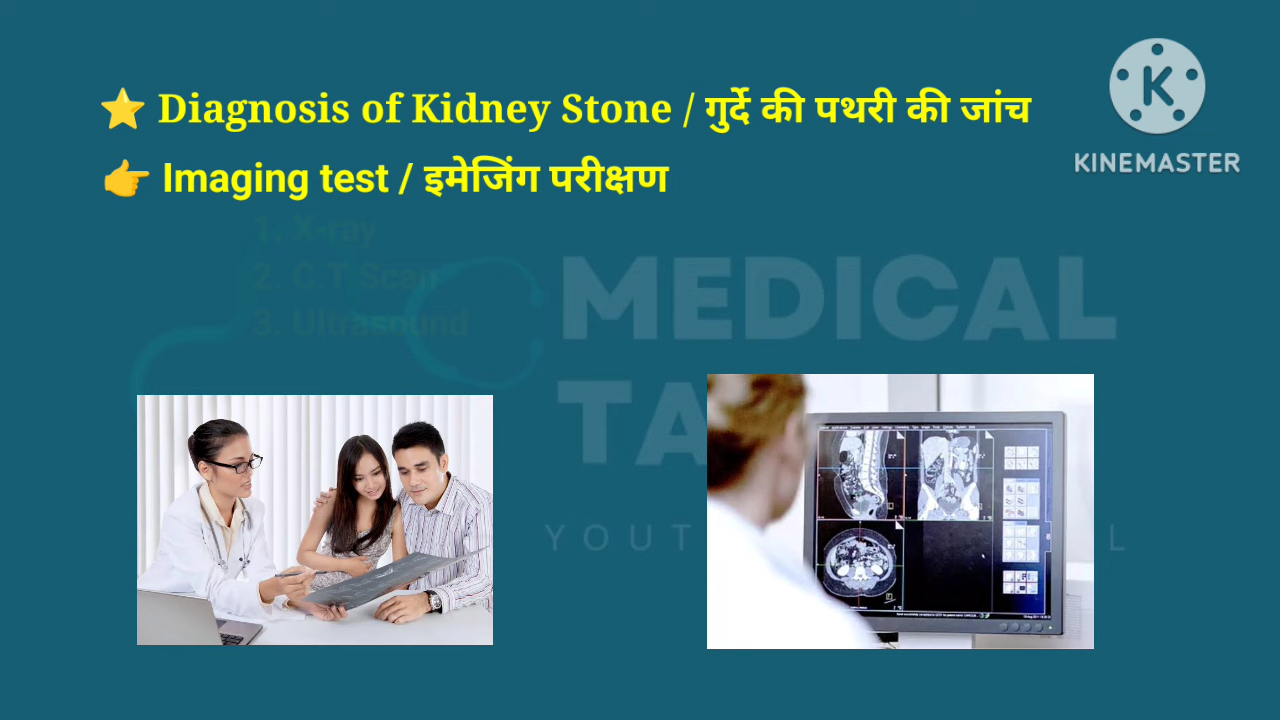 ⭐ Diagnosis of Kidney Stone / गुर्दे की पथरी की जांच
👉 Imaging test / इमेजिंग परीक्षण
KINEMASTER
1. X-ray
2. C.T Scan
3. Ultrasound
MEDICAL